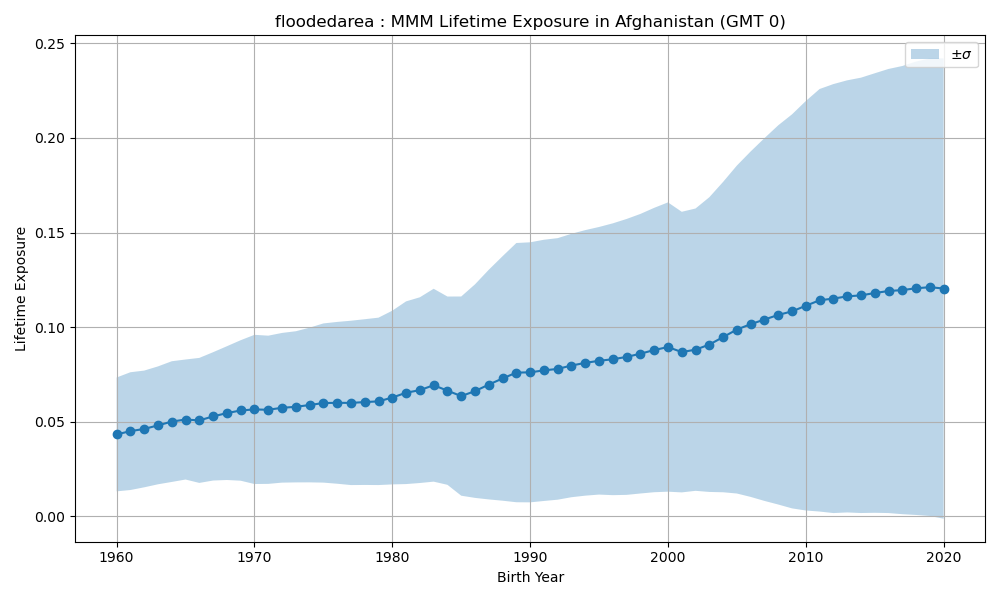 floodedarea : MMM Lifetime Exposure in Afghanistan (GMT 0)
±σ
0.25
0.20
0.15
0.10
0.05
0.00
Lifetime Exposure
1960 1970 1980 1990 2000 2010 2020
Birth Year